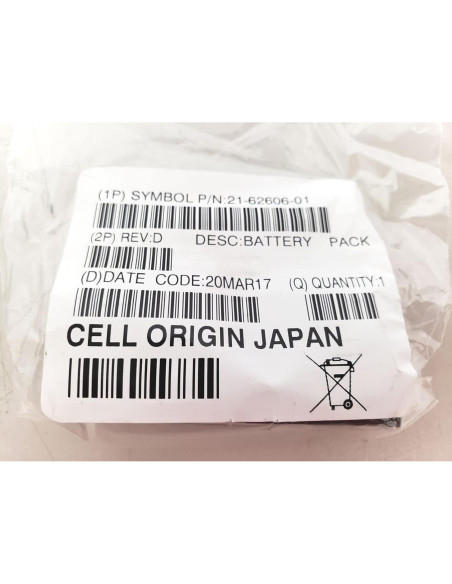 (1P) SYMBOL P/N:21-62606-01
(2P) REV:D DESC:BATTERY PACK
(D)DATE CODE:20MAR17 (Q) QUANTITY:1
CELL ORIGIN JAPAN